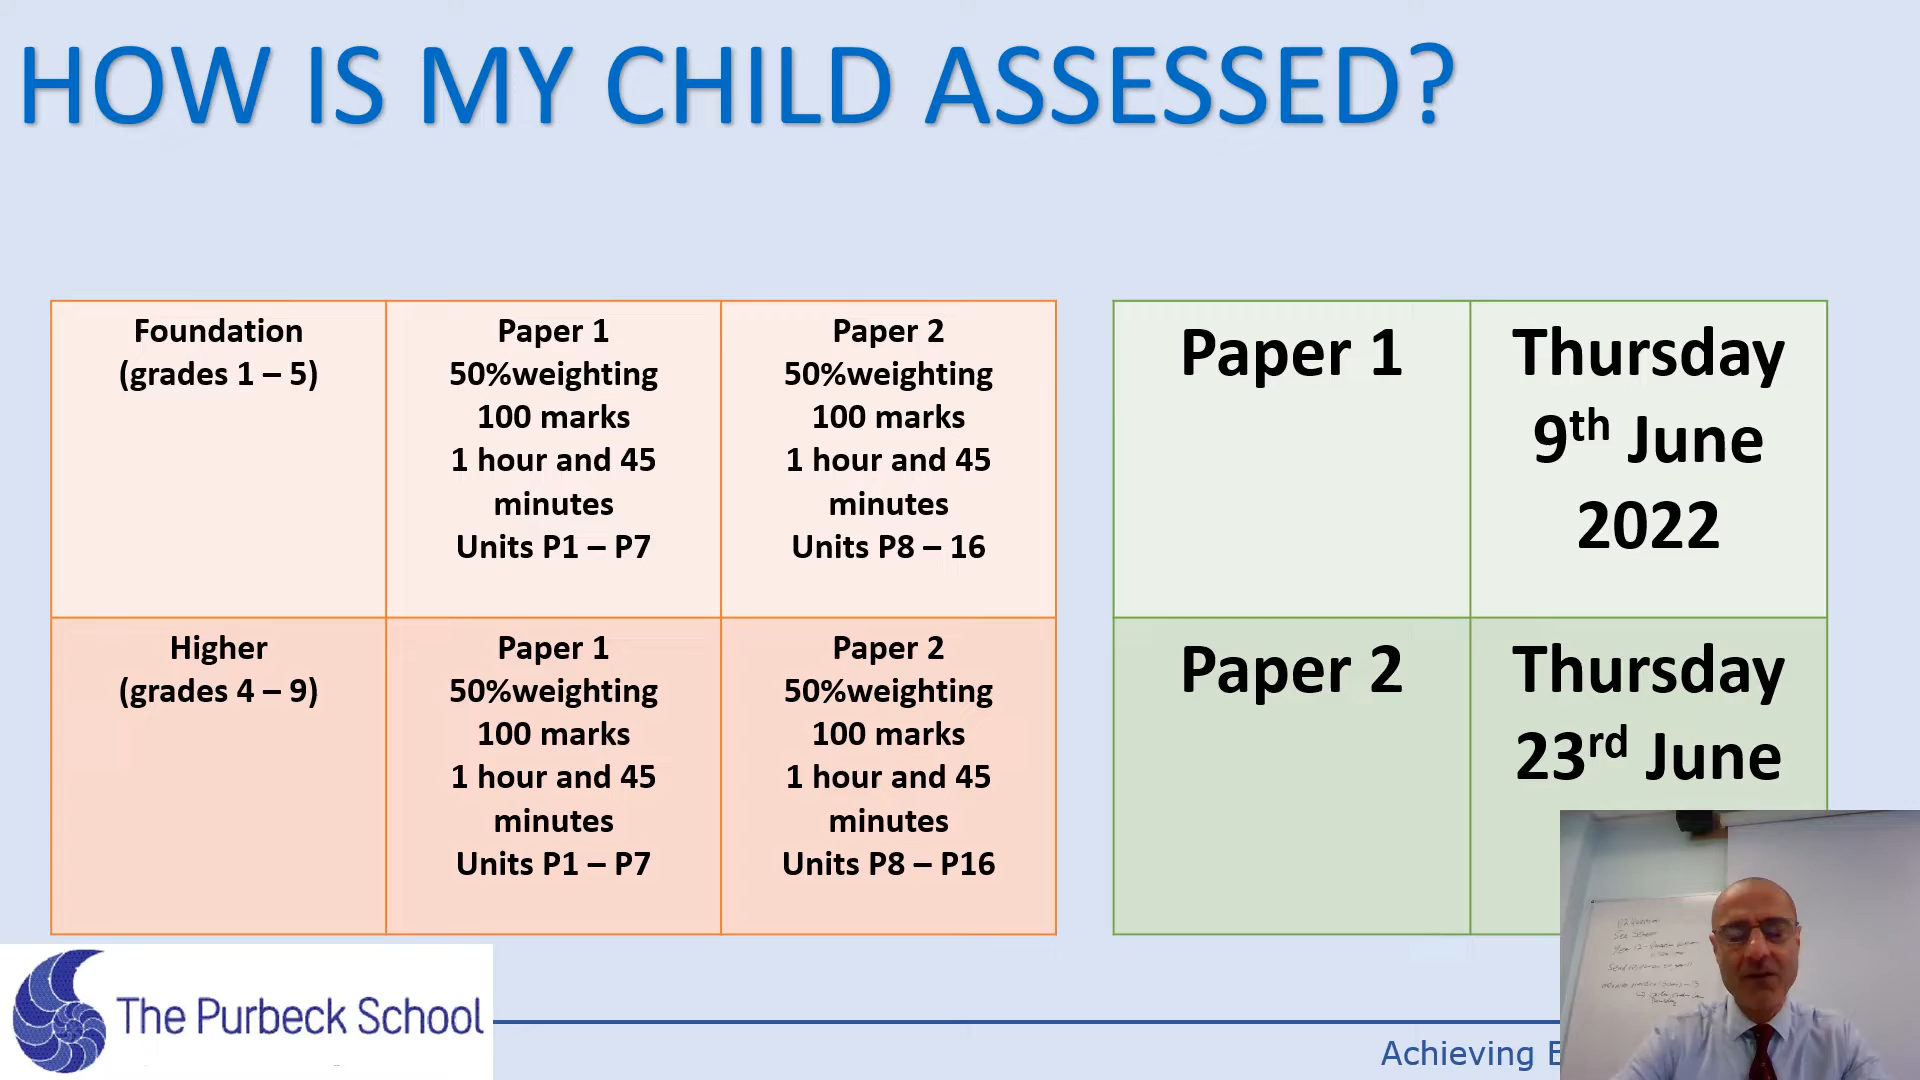 HOW IS MY CHILD ASSESSED?
Foundation
(grades 1 – 5)
Paper 1
50%weighting
100 marks
1 hour and 45
minutes
Units P1 – P7
Paper 2
50%weighting
100 marks
1 hour and 45
minutes
Units P8 – 16
Higher
(grades 4 – 9)
Paper 1
50%weighting
100 marks
1 hour and 45
minutes
Units P1 – P7
Paper 2
50%weighting
100 marks
1 hour and 45
minutes
Units P8 – P16
Paper 1
Thursday
9th June
2022
Paper 2
Thursday
23rd June
The Purbeck School
Achieving